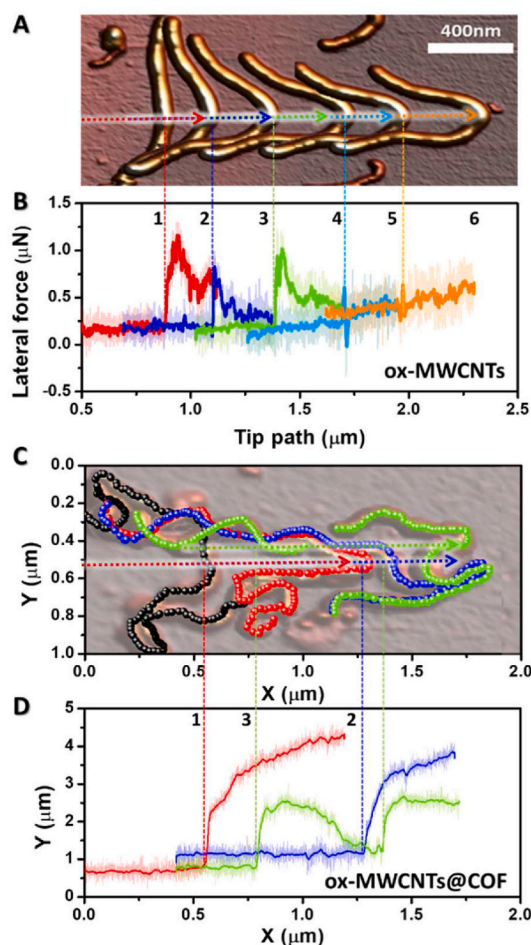 A
400nm
B
1 2 3 4 5 6
Lateral force (μN)
1.5
1.0
0.5
0.0
-0.5
ox-MWCNTs
0.5 1.0 1.5 2.0 2.5
Tip path (μm)
C
Y (μm)
0.0
0.2
0.4
0.6
0.8
1.0
0.0 0.5 1.0 1.5 2.0
X (μm)
D
1 3 2
Y (μm)
5
4
3
2
1
0
ox-MWCNTs@COF
0.0 0.5 1.0 1.5 2.0
X (μm)